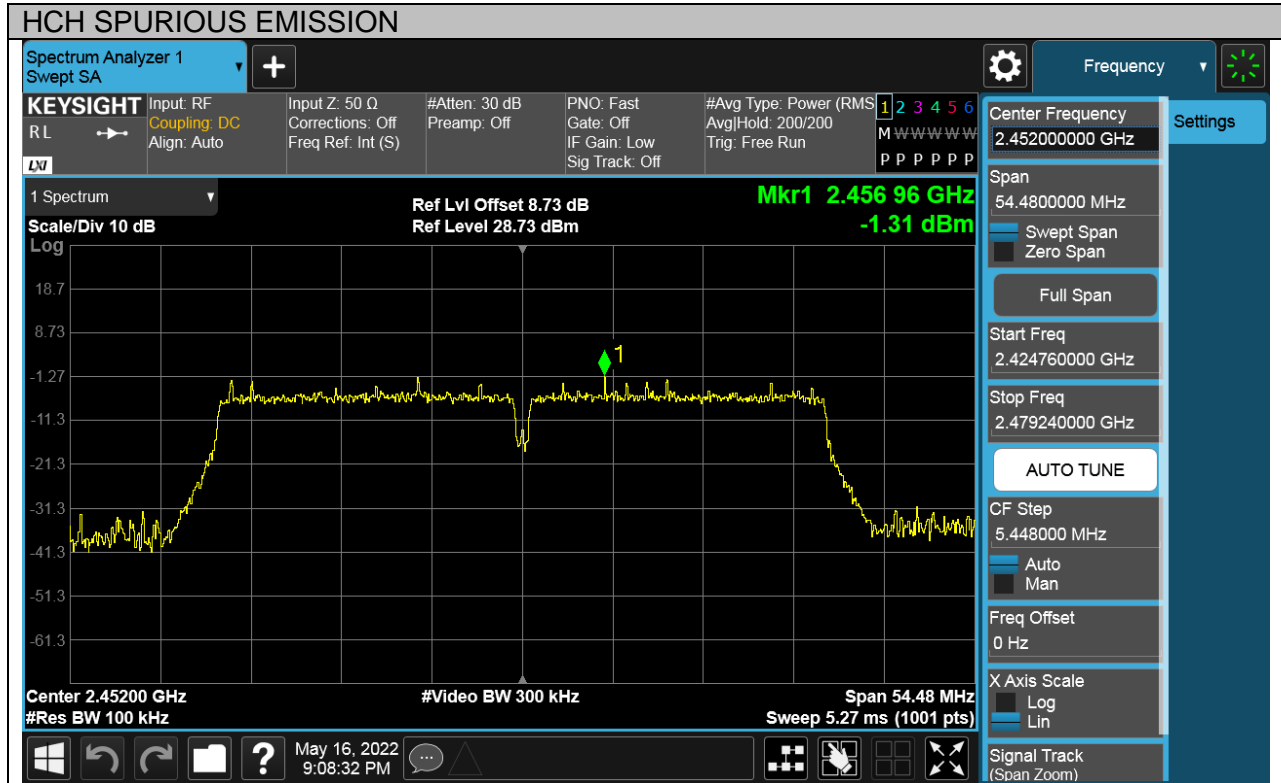 HCH SPURIOUS EMISSION
Spectrum Analyzer 1
Swept SA
+
Frequency
KEYSIGHT
RL
LXI
Input: RF
Coupling: DC
Align: Auto
Input Z: 50 Ω
Corrections: Off
Freq Ref: Int (S)
#Atten: 30 dB
Preamp: Off
PNO: Fast
Gate: Off
IF Gain: Low
Sig Track: Off
#Avg Type: Power (RMS
Avg|Hold: 200/200
Trig: Free Run
1 2 3 4 5 6
M W W W W W
P P P P P P
1 Spectrum
Scale/Div 10 dB
Log
Ref Lvl Offset 8.73 dB
Ref Level 28.73 dBm
Mkr1 2.456 96 GHz
-1.31 dBm
18.7
8.73
-1.27
-11.3
-21.3
-31.3
-41.3
-51.3
-61.3
1
Center 2.45200 GHz
#Res BW 100 kHz
#Video BW 300 kHz
Span 54.48 MHz
Sweep 5.27 ms (1001 pts)
?
May 16, 2022
9:08:32 PM
Center Frequency
2.452000000 GHz
Settings
Span
54.4800000 MHz
Swept Span
Zero Span
Full Span
Start Freq
2.424760000 GHz
Stop Freq
2.479240000 GHz
AUTO TUNE
CF Step
5.448000 MHz
Auto
Man
Freq Offset
0 Hz
X Axis Scale
Log
Lin
Signal Track
(Span Zoom)